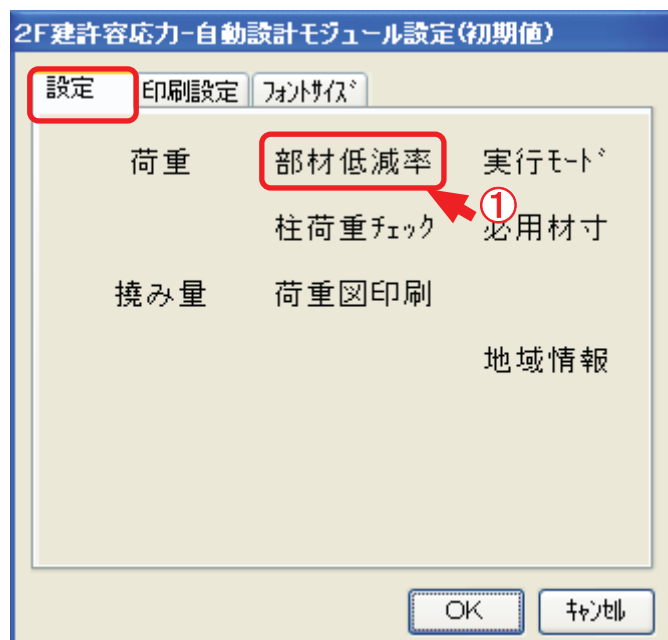 2F建許容応力-自動設計モジュール設定(初期値)
設定 印刷設定 ﾌｫﾝﾄｻｲｽﾞ
荷重 部材低減率 実行ﾓｰﾄﾞ
①
柱荷重ﾁｪｯｸ 必用材寸
撓み量 荷重図印刷
地域情報
OK ｷｬﾝｾﾙ